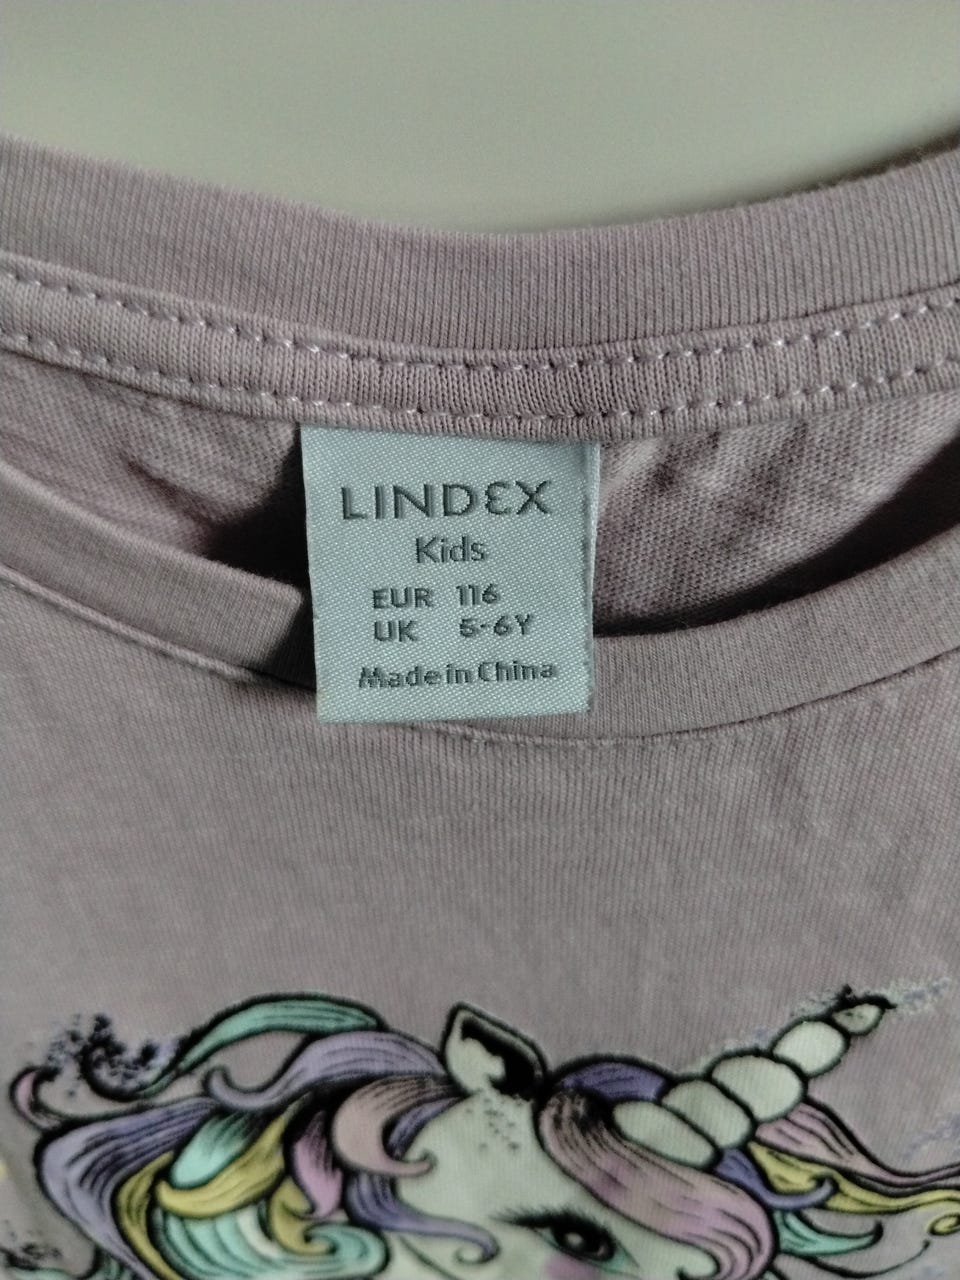 LINDEX
Kids
EUR 116
UK 5-6Y
Made in China